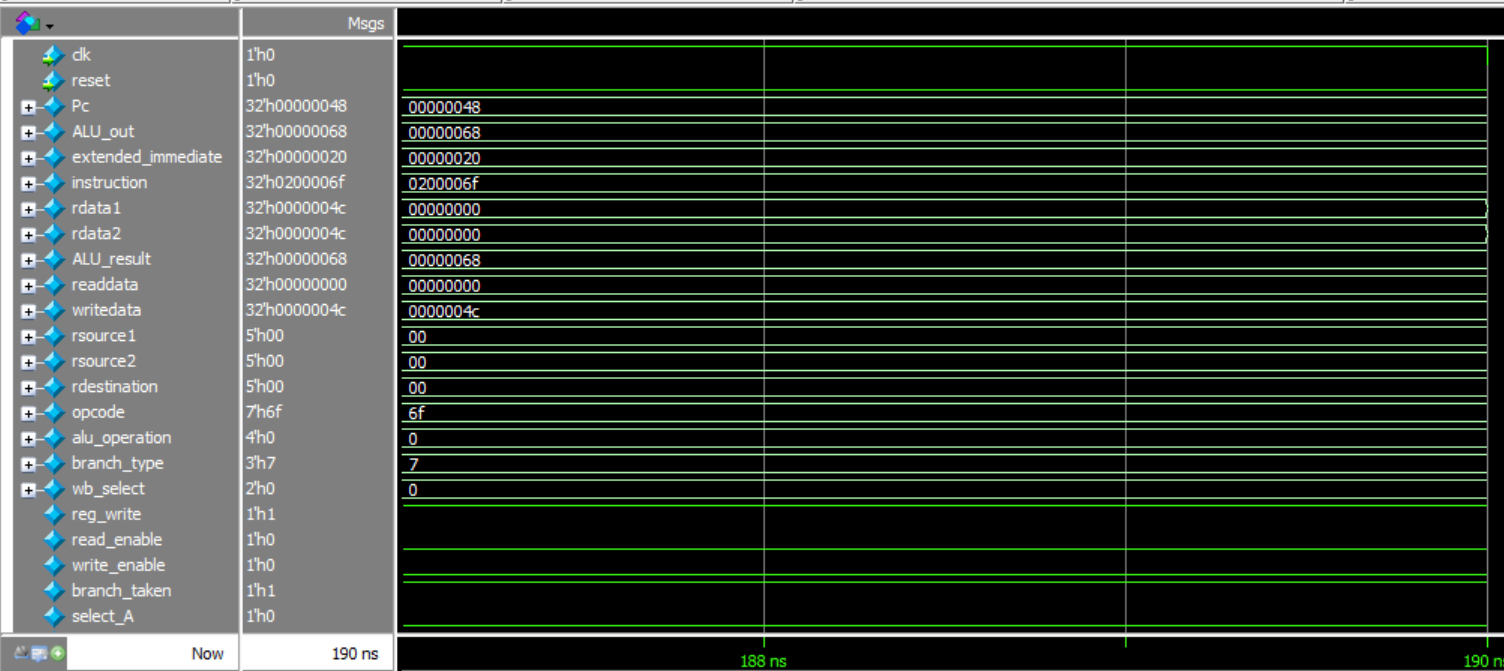 Msgs
clk 1'h0
reset 1'h0
Pc 32'h00000048 00000048
ALU_out 32'h00000068 00000068
extended_immediate 32'h00000020 00000020
instruction 32'h0200006f 0200006f
rdata1 32'h0000004c 00000000
rdata2 32'h0000004c 00000000
ALU_result 32'h00000068 00000068
readdata 32'h00000000 00000000
writedata 32'h0000004c 0000004c
rsource1 5'h00 00
rsource2 5'h00 00
rdestination 5'h00 00
opcode 7'h6f 6f
alu_operation 4'h0 0
branch_type 3'h7 7
wb_select 2'h0 0
reg_write 1'h1
read_enable 1'h0
write_enable 1'h0
branch_taken 1'h1
select_A 1'h0
Now 190 ns 188 ns 190 n